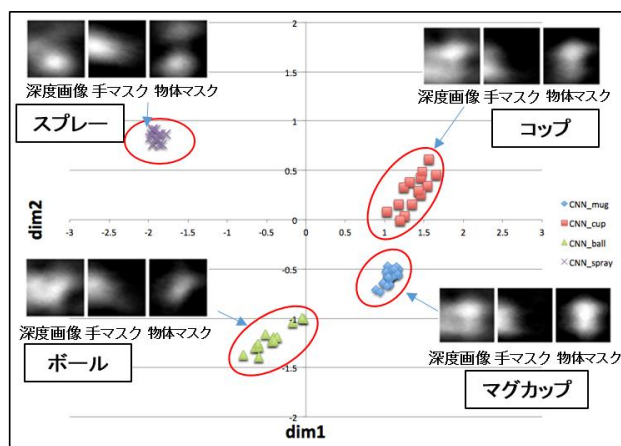 深度画像 手マスク 物体マスク
スプレー
深度画像 手マスク 物体マスク
コップ
2
1.5
1
0.5
0
-0.5
-1
-1.5
-2
-3 -2.5 -2 -1.5 -1 -0.5 0 0.5 1 1.5 2 2.5 3
dim2
dim1
CNN_mug
CNN_cup
CNN_ball
CNN_spray
深度画像 手マスク 物体マスク
ボール
深度画像 手マスク 物体マスク
マグカップ